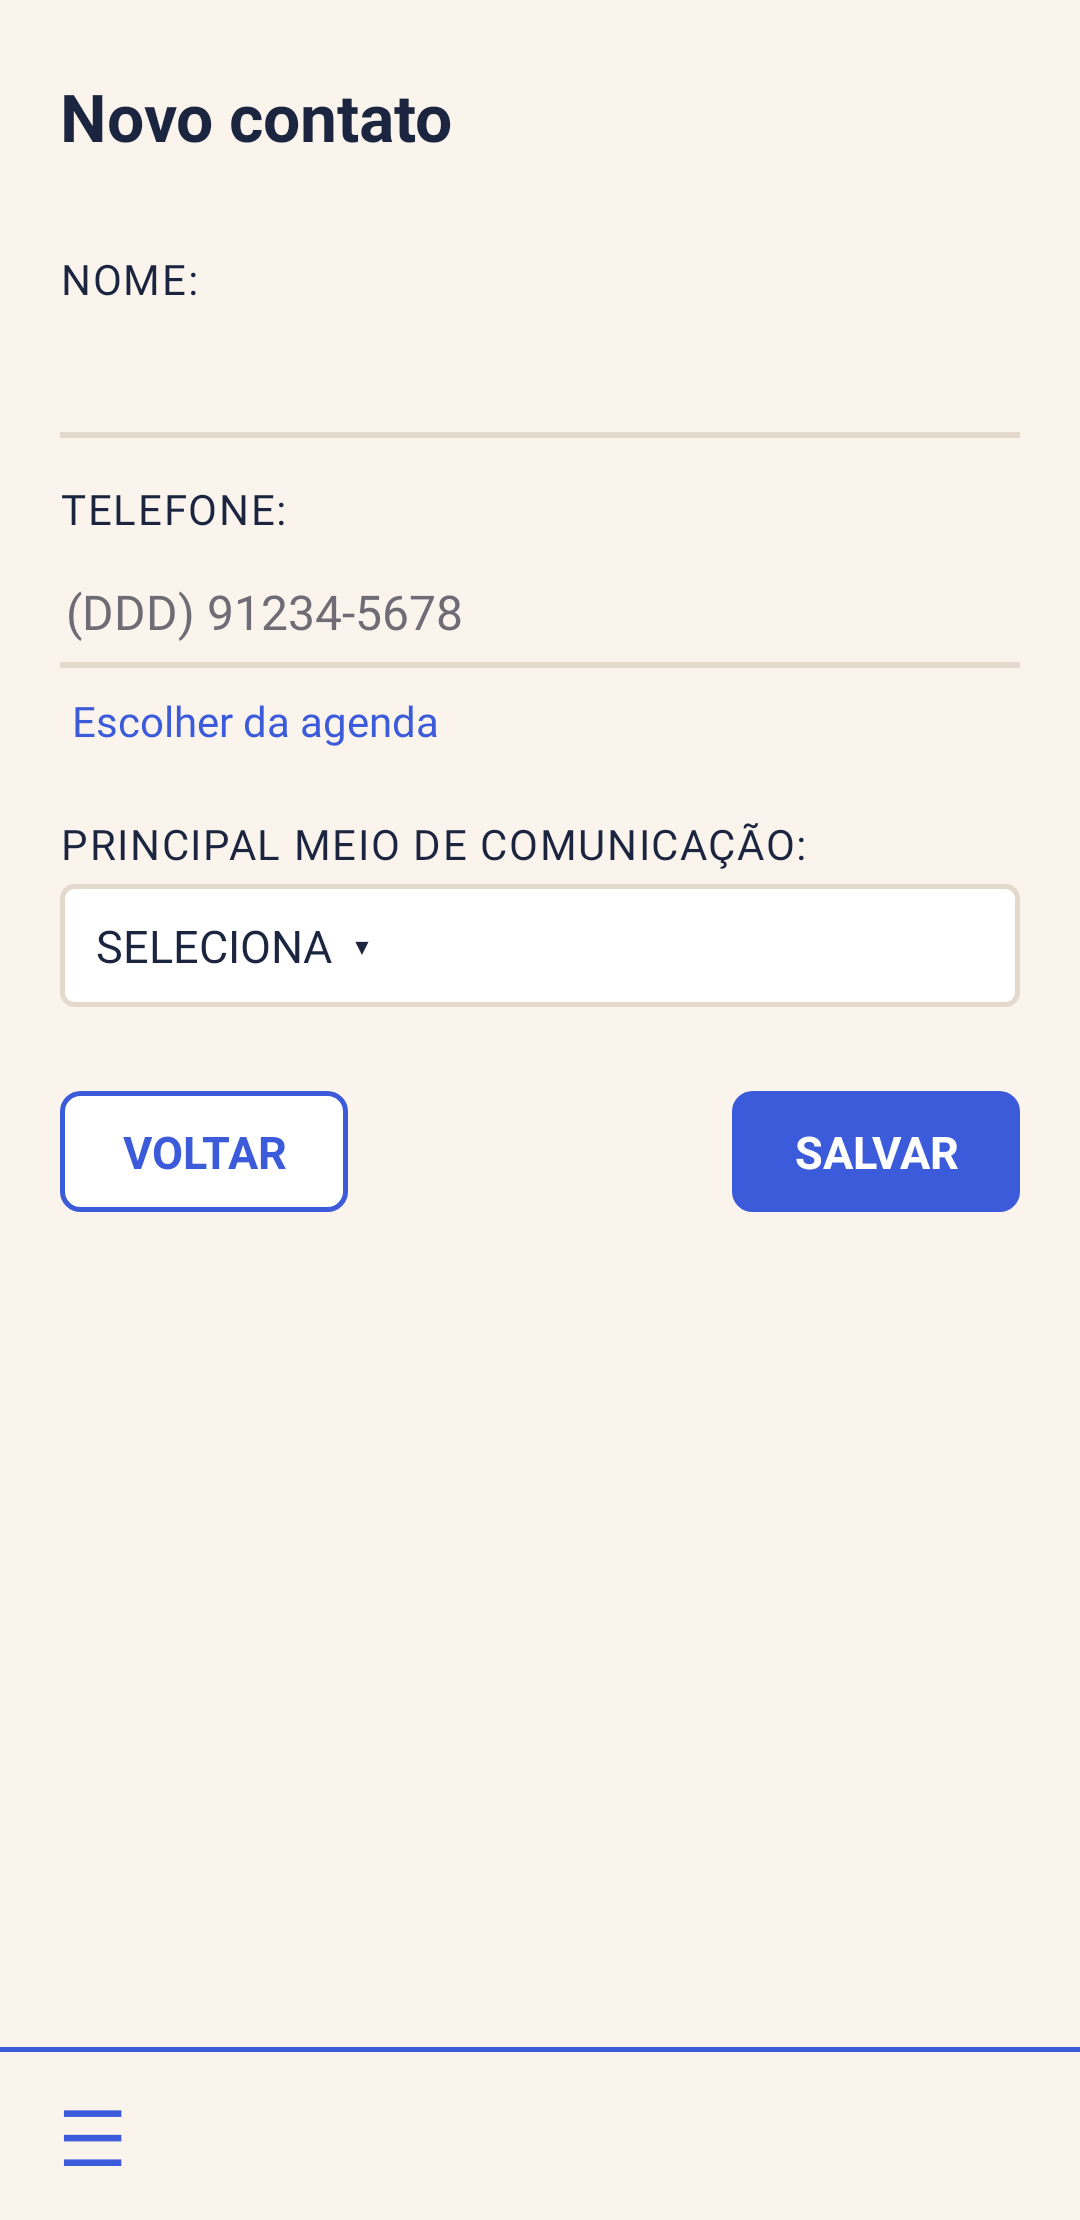 Novo contato
NOME:
TELEFONE:
(DDD) 91234-5678
Escolher da agenda
PRINCIPAL MEIO DE COMUNICAÇÃO:
SELECIONA ▼
VOLTAR
SALVAR